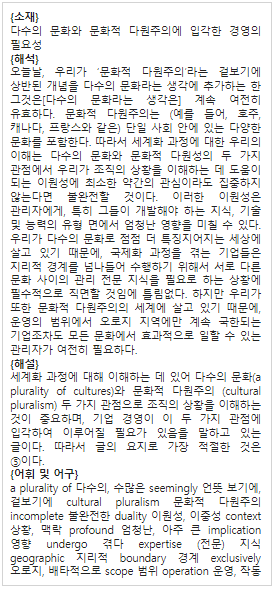 {소재}
다수의 문화와 문화적 다원주의에 입각한 경영의
필요성
{해석}
오늘날, 우리가 '문화적 다원주의'라는 겉보기에
상반된 개념을 다수의 문화라는 생각에 추가하는 한
그것은[다수의 문화라는 생각은] 계속 여전히
유효하다. 문화적 다원주의는 (예를 들어, 호주,
캐나다, 프랑스와 같은) 단일 사회 안에 있는 다양한
문화를 포함한다. 따라서 세계화 과정에 대한 우리의
이해는 다수의 문화와 문화적 다원성의 두 가지
관점에서 우리가 조직의 상황을 이해하는 데 도움이
되는 이원성에 최소한 약간의 관심이라도 집중하지
않는다면 불완전할 것이다. 이러한 이원성은
관리자에게, 특히 그들이 개발해야 하는 지식, 기술
및 능력의 유형 면에서 엄청난 영향을 미칠 수 있다.
우리가 다수의 문화로 점점 더 특징지어지는 세상에
살고 있기 때문에, 국제화 과정을 겪는 기업들은
지리적 경계를 넘나들어 수행하기 위해서 서로 다른
문화 사이의 관리 전문 지식을 필요로 하는 상황에
필수적으로 직면할 것임에 틀림없다. 하지만 우리가
또한 문화적 다원주의의 세계에 살고 있기 때문에,
운영의 범위에서 오로지 지역에만 계속 국한되는
기업조차도 모든 문화에서 효과적으로 일할 수 있는
관리자가 여전히 필요하다.
{해설}
세계화 과정에 대해 이해하는 데 있어 다수의 문화(a
plurality of cultures)와 문화적 다원주의 (cultural
pluralism) 두 가지 관점으로 조직의 상황을 이해하는
것이 중요하며, 기업 경영이 이 두 가지 관점에
입각하여 이루어질 필요가 있음을 말하고 있는
글이다. 따라서 글의 요지로 가장 적절한 것은
⑤이다.
{어휘 및 어구}
a plurality of 다수의, 수많은 seemingly 언뜻 보기에,
겉보기에 cultural pluralism 문화적 다원주의
incomplete 불완전한 duality 이원성, 이중성 context
상황, 맥락 profound 엄청난, 아주 큰 implication
영향 undergo 겪다 expertise (전문) 지식
geographic 지리적 boundary 경계 exclusively
오로지, 배타적으로 scope 범위 operation 운영, 작동